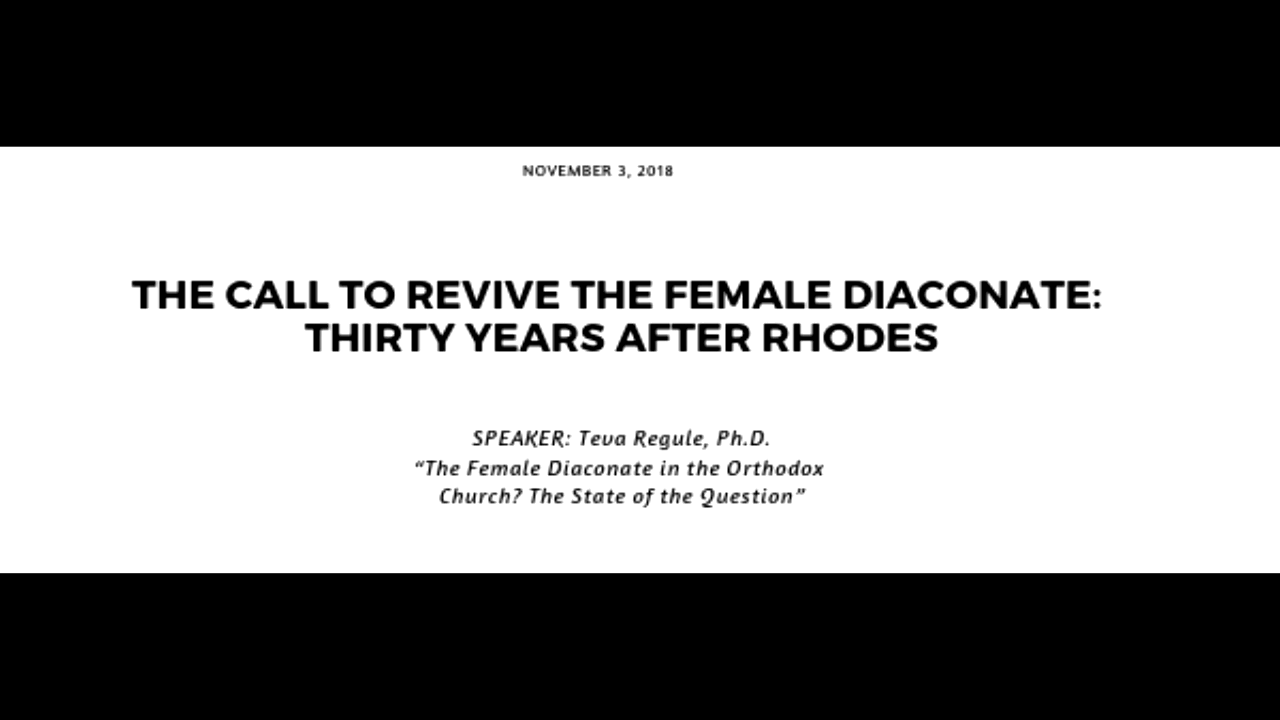 NOVEMBER 3, 2018
THE CALL TO REVIVE THE FEMALE DIACONATE:
THIRTY YEARS AFTER RHODES
SPEAKER: Teva Regule, Ph.D.
“The Female Diaconate in the Orthodox
Church? The State of the Question”